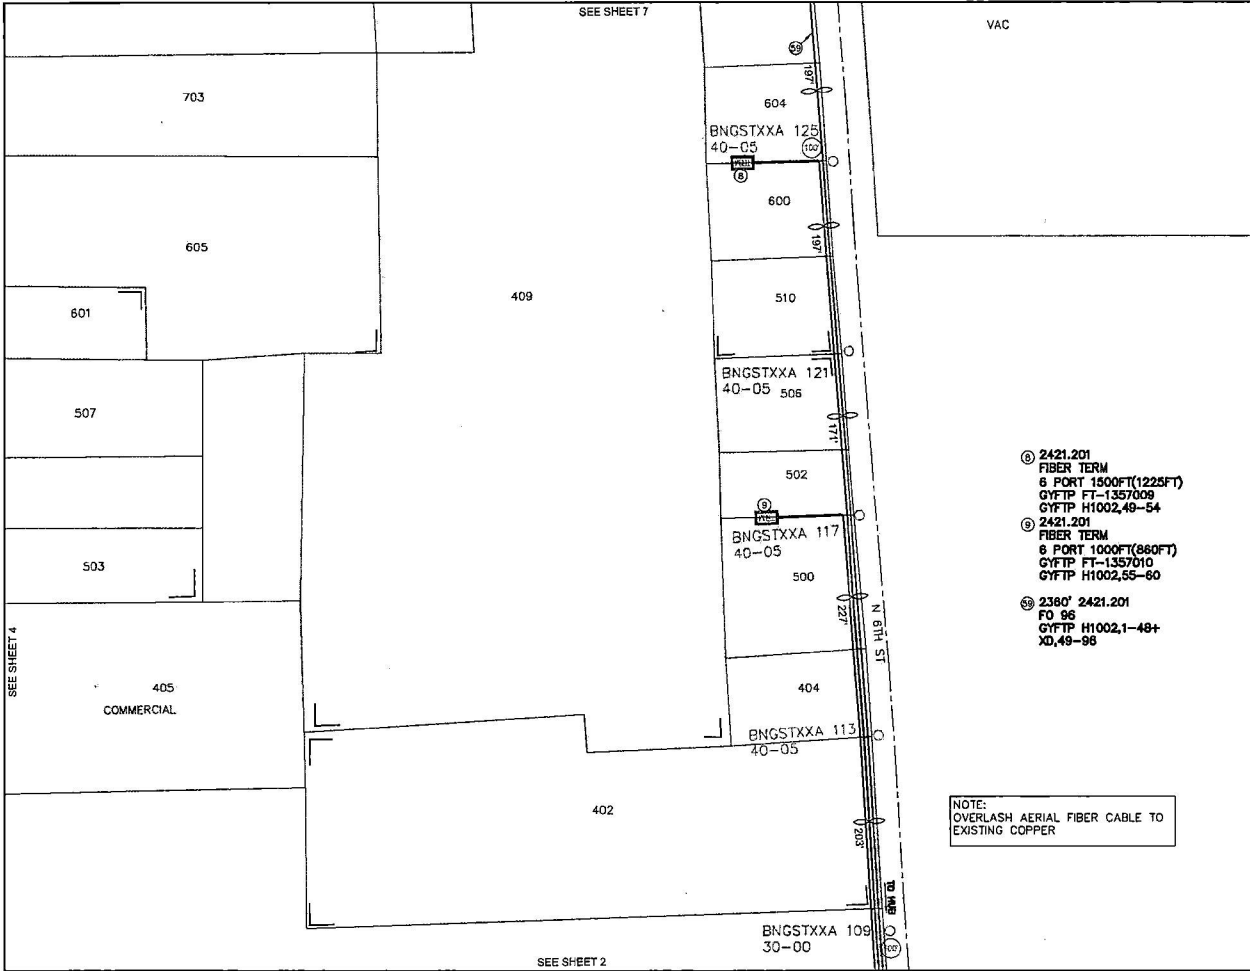 SEE SHEET 7
VAC
59
197'
703
604
BNGSTXXA 125
40-05
100'
8
600
605
197'
409
510
601
BNGSTXXA 121
40-05
506
507
171'
502
9
BNGSTXXA 117
40-05
503
500
227'
N 6TH ST
SEE SHEET 4
405
COMMERCIAL
404
BNGSTXXA 113
40-05
402
203'
TO HUB
BNGSTXXA 109
30-00
100'
SEE SHEET 2
8 2421.201
FIBER TERM
6 PORT 1500FT(1225FT)
GYFTP FT-1357009
GYFTP H1002,49-54
9 2421.201
FIBER TERM
6 PORT 1000FT(860FT)
GYFTP FT-1357010
GYFTP H1002,55-60
59 2360' 2421.201
FO 96
GYFTP H1002,1-48+
XD,49-96
NOTE:
OVERLASH AERIAL FIBER CABLE TO
EXISTING COPPER